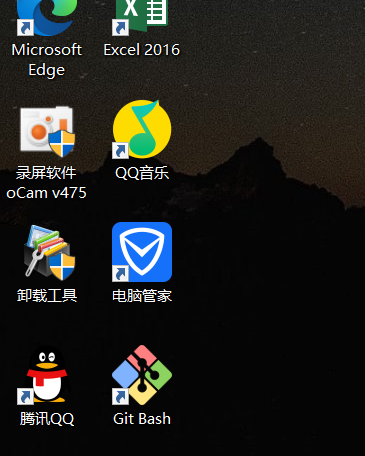 Microsoft
Edge
Excel 2016
录屏软件
oCam v475
QQ音乐
卸载工具
电脑管家
腾讯QQ
Git Bash